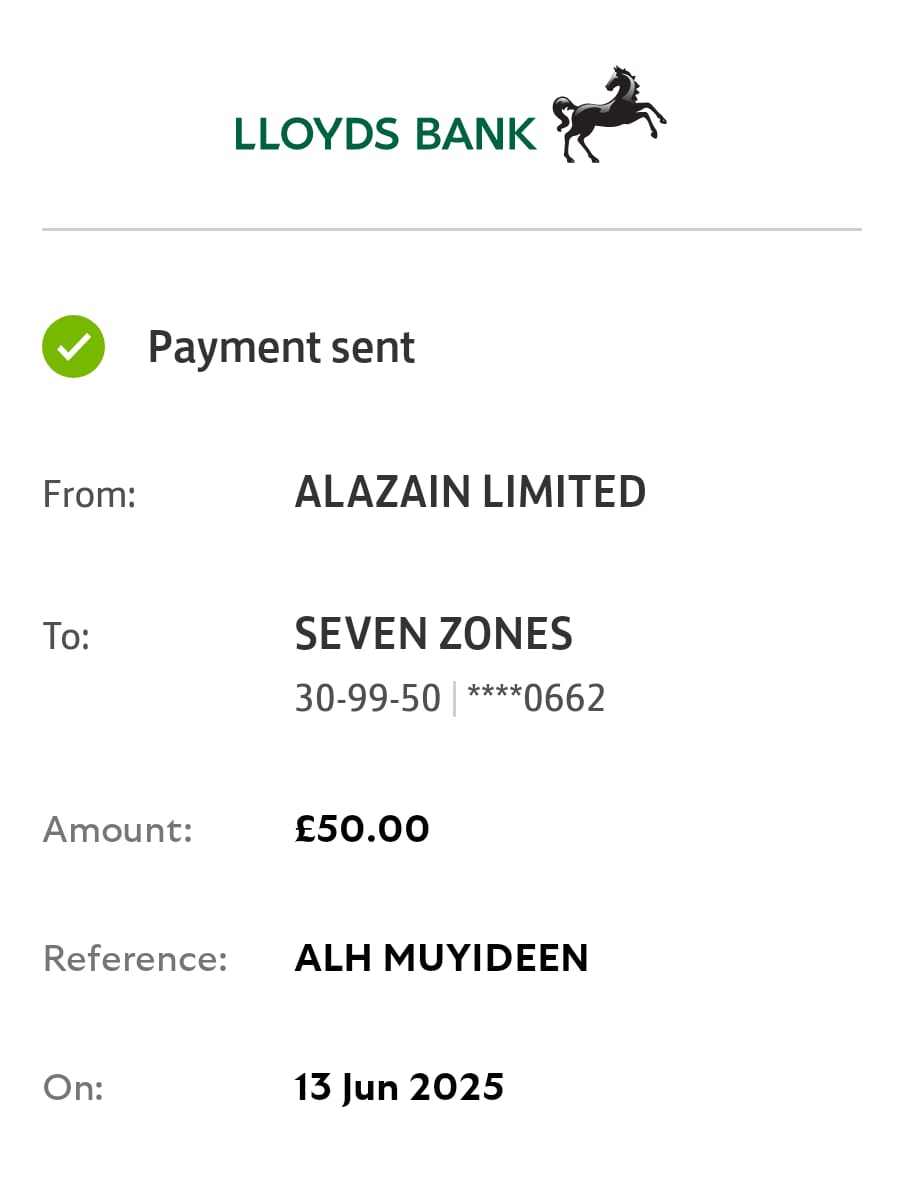 LLOYDS BANK
Payment sent
From: ALAZAIN LIMITED
To: SEVEN ZONES
30-99-50 | ****0662
Amount: £50.00
Reference: ALH MUYIDEEN
On: 13 Jun 2025